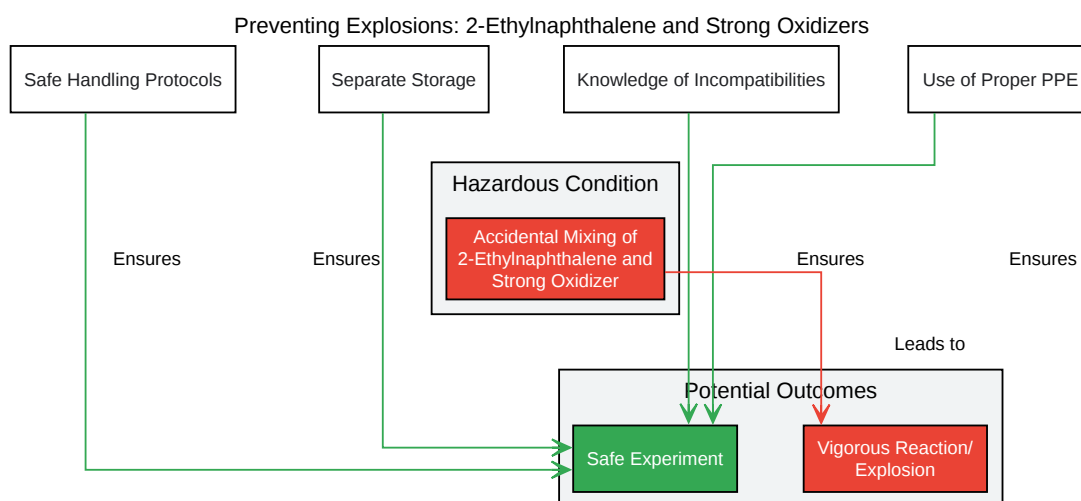 Preventing Explosions: 2-Ethylnaphthalene and Strong Oxidizers
Safe Handling Protocols
Separate Storage
Knowledge of Incompatibilities
Use of Proper PPE
Hazardous Condition
Accidental Mixing of
2-Ethylnaphthalene and
Strong Oxidizer
Ensures
Ensures
Ensures
Ensures
Leads to
Potential Outcomes
Safe Experiment
Vigorous Reaction/
Explosion